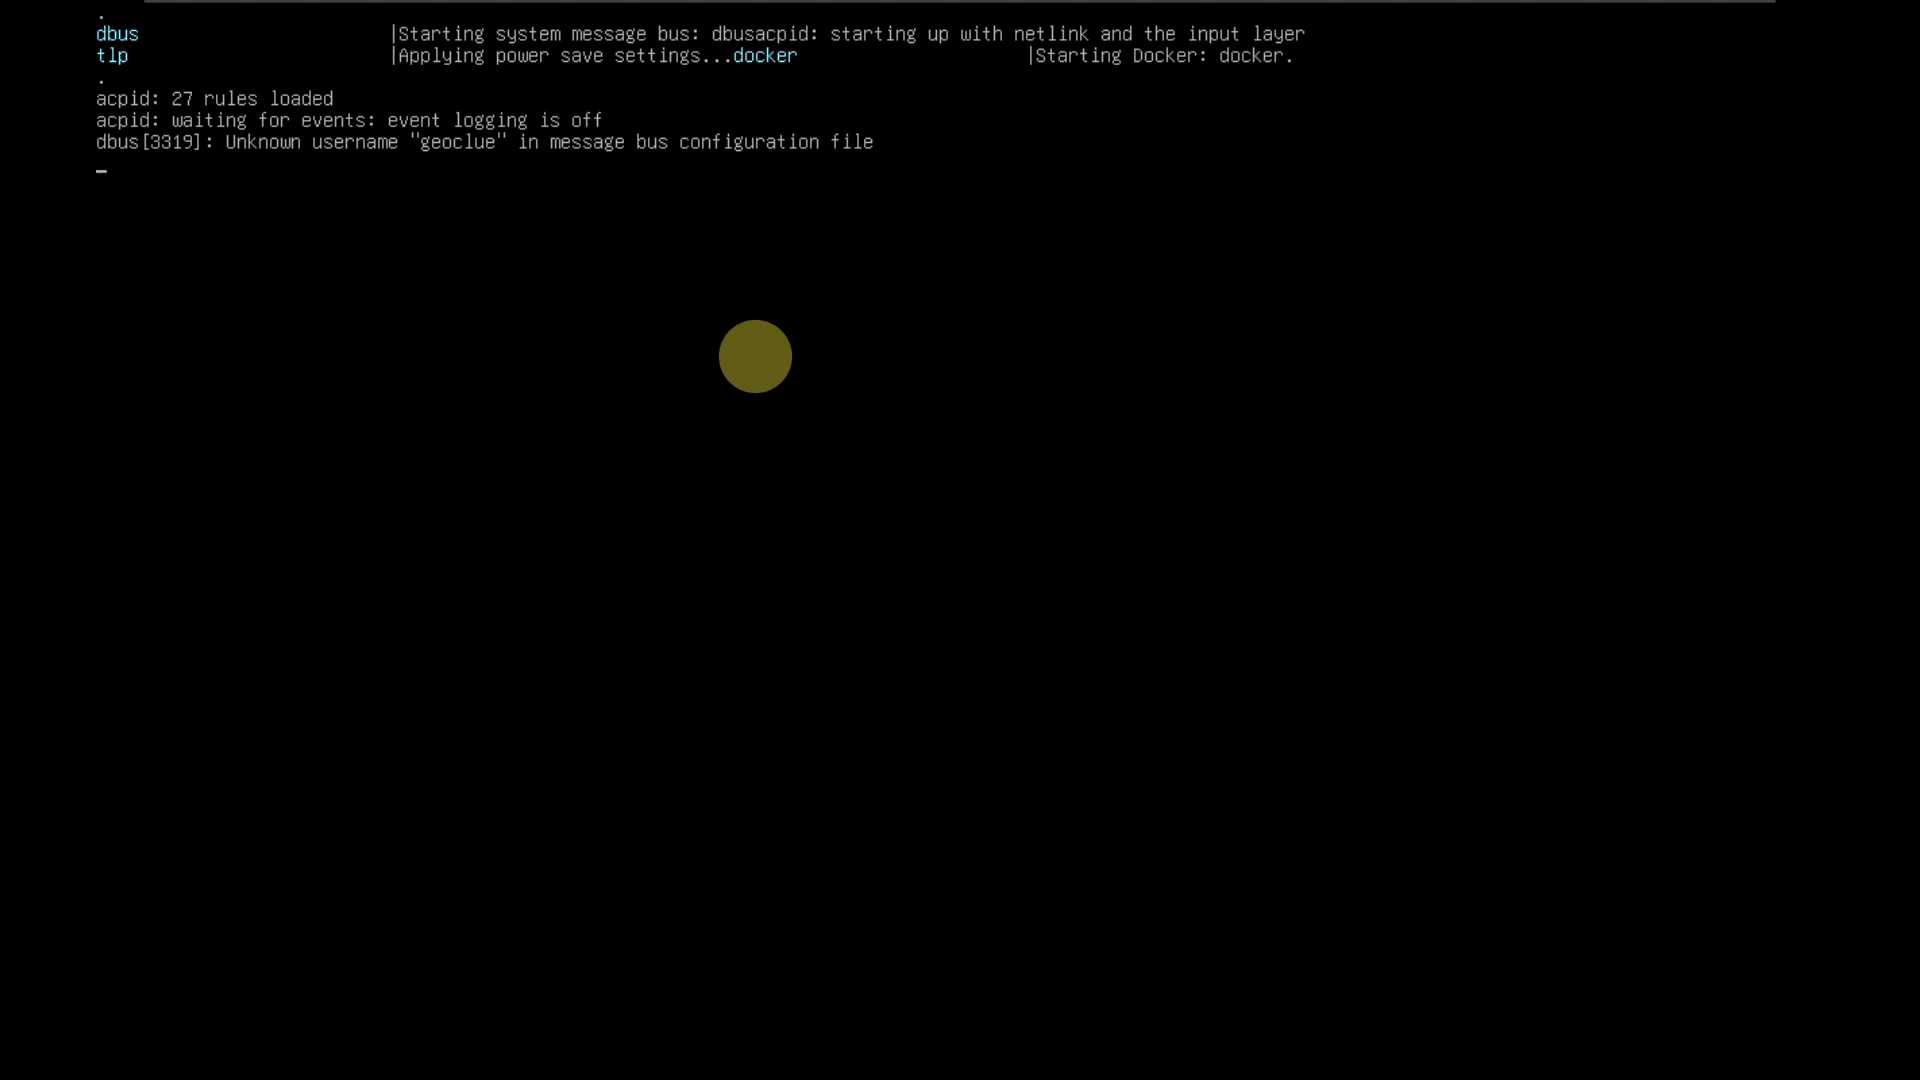 .
dbus |Starting system message bus: dbusacpid: starting up with netlink and the input layer
tlp |Applying power save settings...docker |Starting Docker: docker.
.
acpid: 27 rules loaded
acpid: waiting for events: event logging is off
dbus[3319]: Unknown username "geoclue" in message bus configuration file